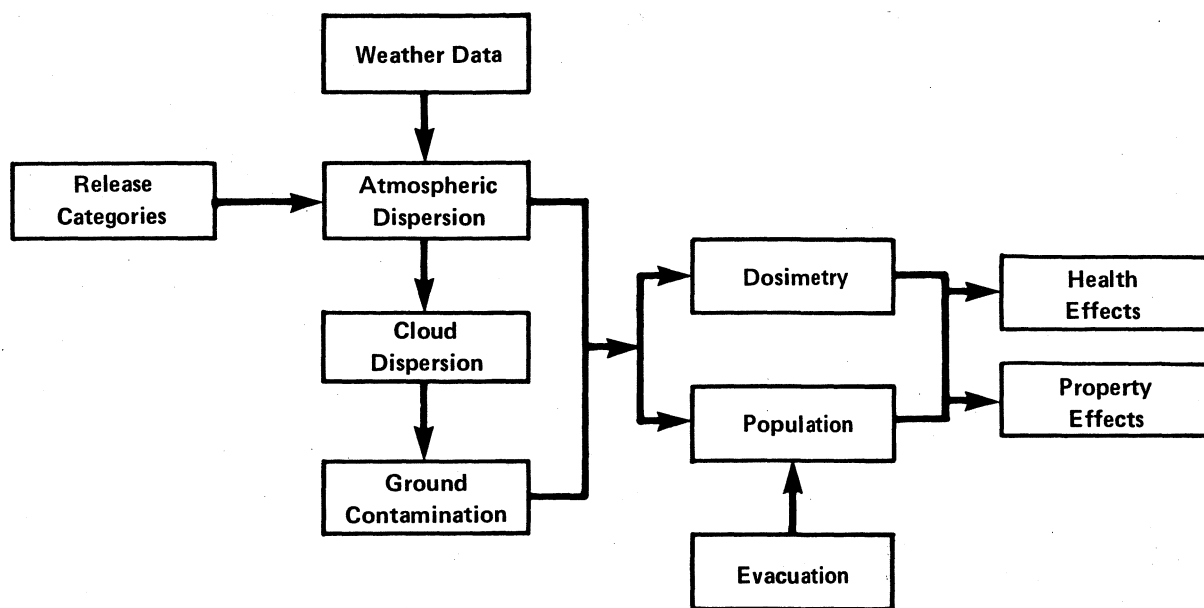 Weather Data
Release
Categories
Atmospheric
Dispersion
Cloud
Dispersion
Ground
Contamination
Dosimetry
Population
Evacuation
Health
Effects
Property
Effects